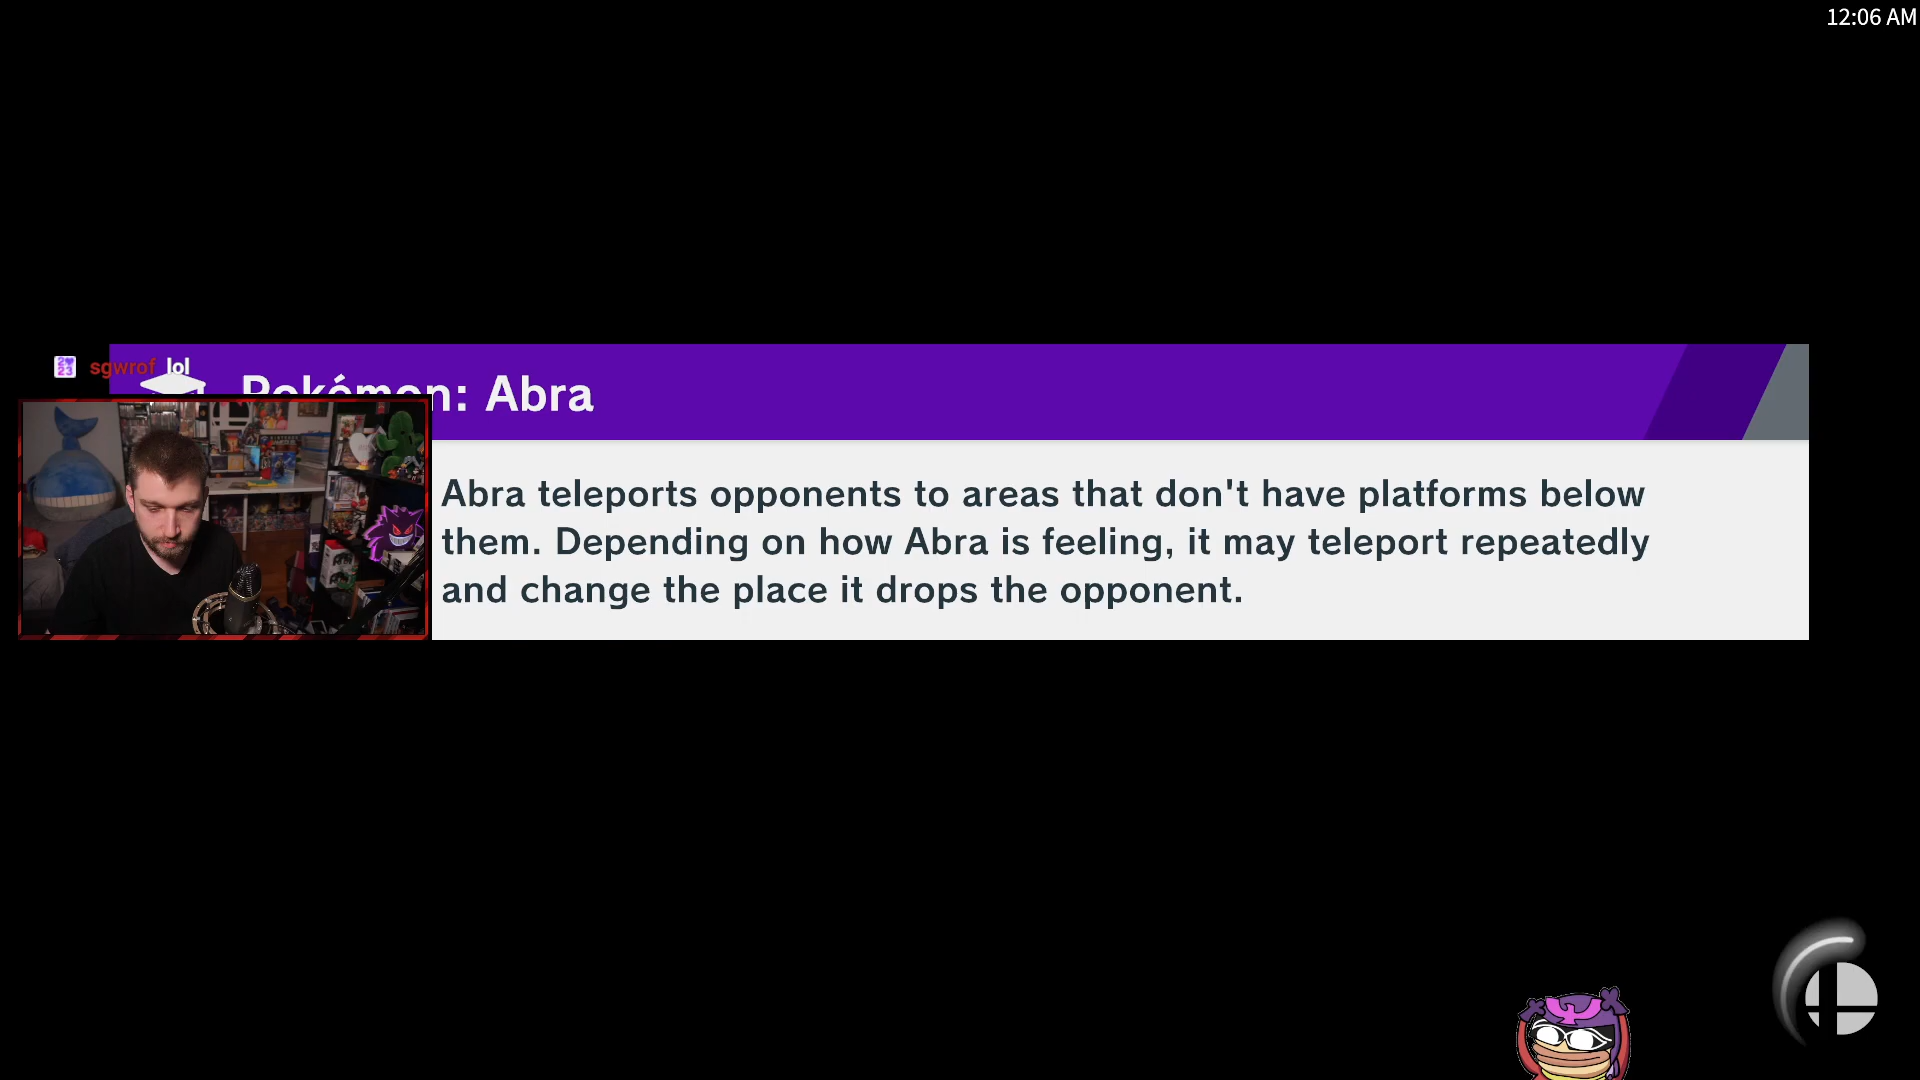 12:06 AM
sgwrof lol
Pokémon: Abra
Abra teleports opponents to areas that don't have platforms below
them. Depending on how Abra is feeling, it may teleport repeatedly
and change the place it drops the opponent.